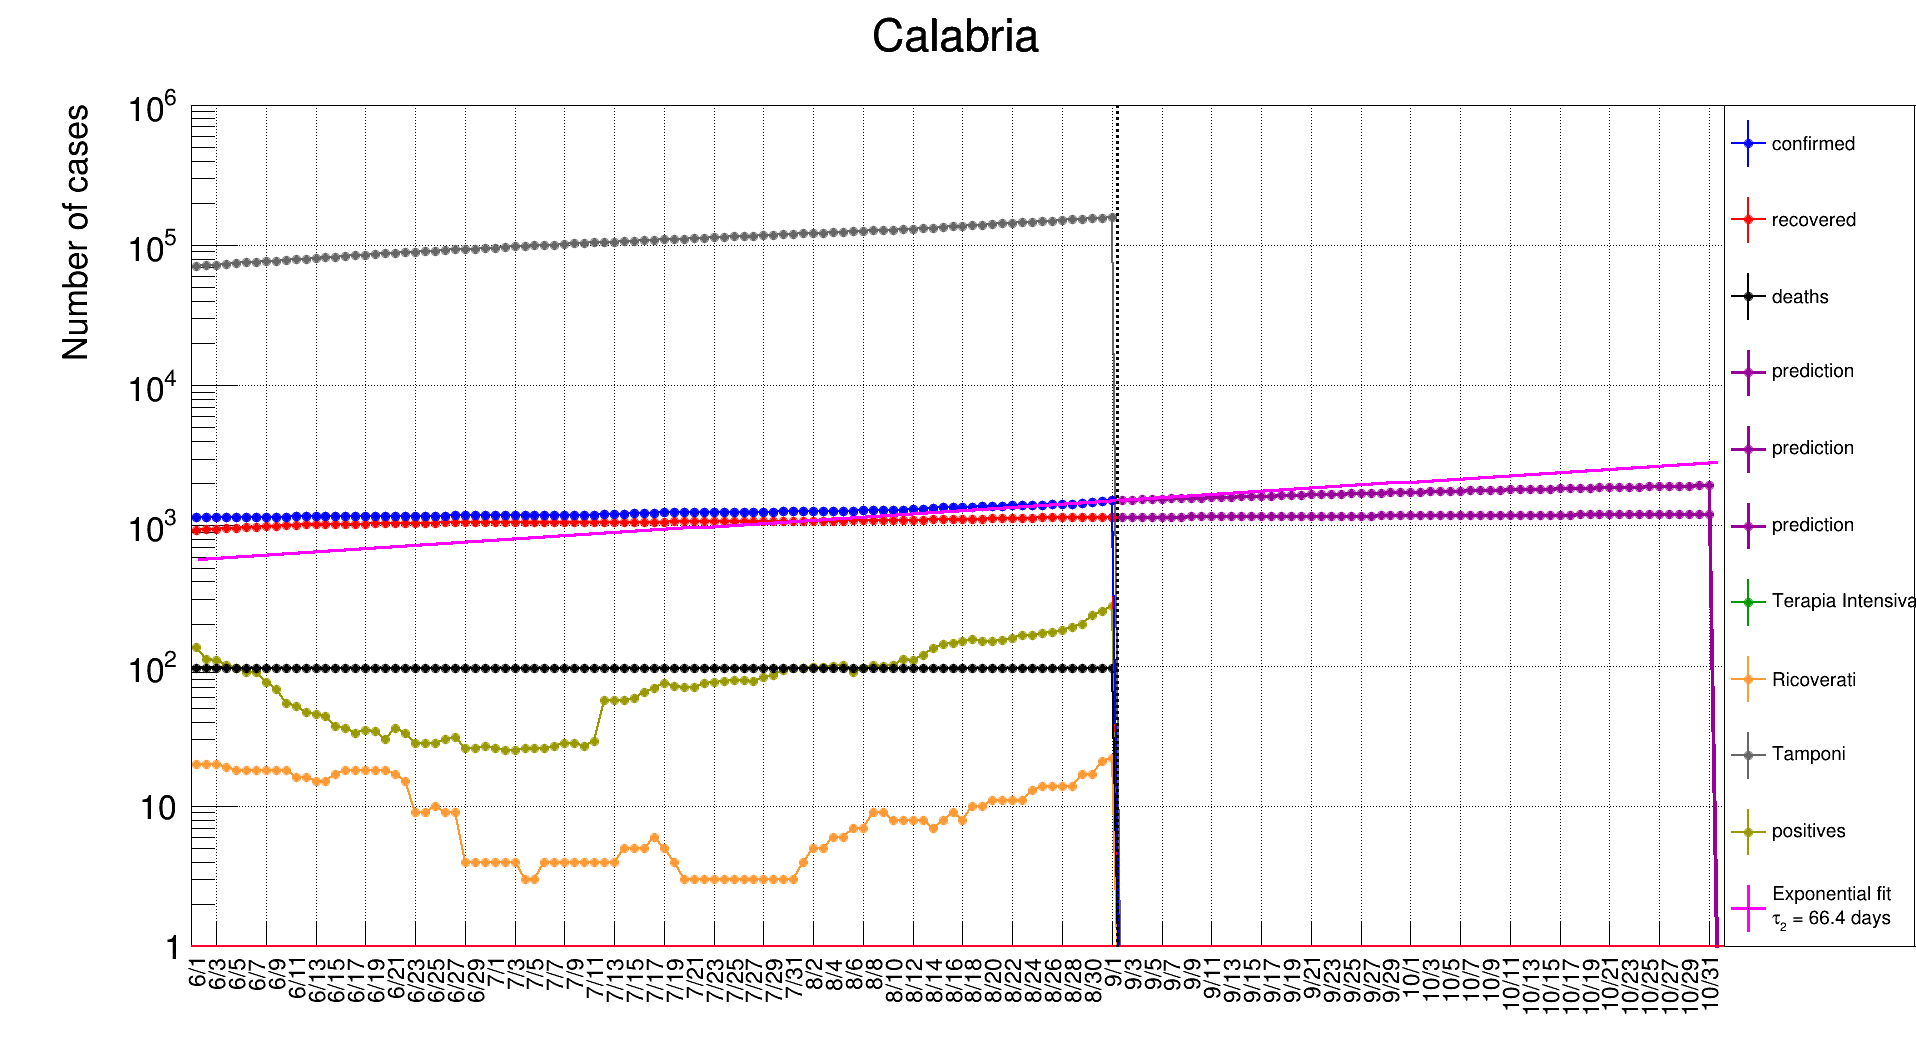 Calabria
Number of cases
10^6
10^5
10^4
10^3
10^2
10
1
6/1 6/3 6/5 6/7 6/9 6/11 6/13 6/15 6/17 6/19 6/21 6/23 6/25 6/27 6/29 7/1 7/3 7/5 7/7 7/9 7/11 7/13 7/15 7/17 7/19 7/21 7/23 7/25 7/27 7/29 7/31 8/2 8/4 8/6 8/8 8/10 8/12 8/14 8/16 8/18 8/20 8/22 8/24 8/26 8/28 8/30 9/1 9/3 9/5 9/7 9/9 9/11 9/13 9/15 9/17 9/19 9/21 9/23 9/25 9/27 9/29 10/1 10/3 10/5 10/7 10/9 10/11 10/13 10/15 10/17 10/19 10/21 10/23 10/25 10/27 10/29 10/31
confirmed
recovered
deaths
prediction
prediction
prediction
Terapia Intensiva
Ricoverati
Tamponi
positives
Exponential fit
τ₂ = 66.4 days